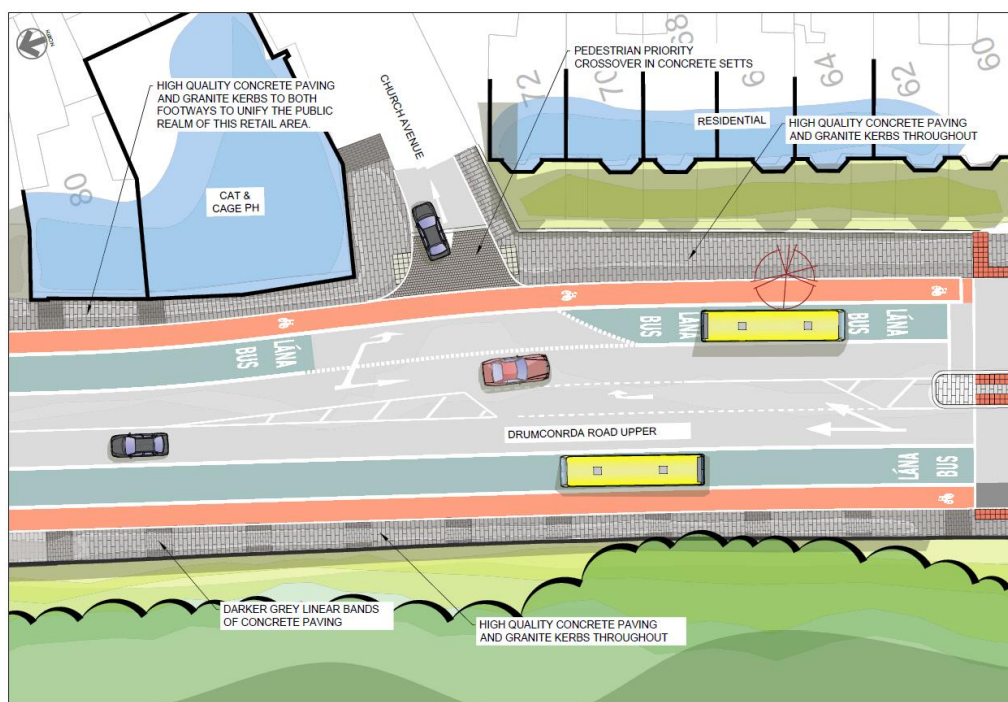 NORTH
HIGH QUALITY CONCRETE PAVING
AND GRANITE KERBS TO BOTH
FOOTWAYS TO UNIFY THE PUBLIC
REALM OF THIS RETAIL AREA.
CHURCH AVENUE
PEDESTRIAN PRIORITY
CROSSOVER IN CONCRETE SETTS
72
70
68
6
64
62
60
RESIDENTIAL
HIGH QUALITY CONCRETE PAVING
AND GRANITE KERBS THROUGHOUT
80
CAT &
CAGE PH
LÁNA
BUS
LÁNA
BUS
LÁNA
BUS
DRUMCONRDA ROAD UPPER
LÁNA
BUS
DARKER GREY LINEAR BANDS
OF CONCRETE PAVING
HIGH QUALITY CONCRETE PAVING
AND GRANITE KERBS THROUGHOUT